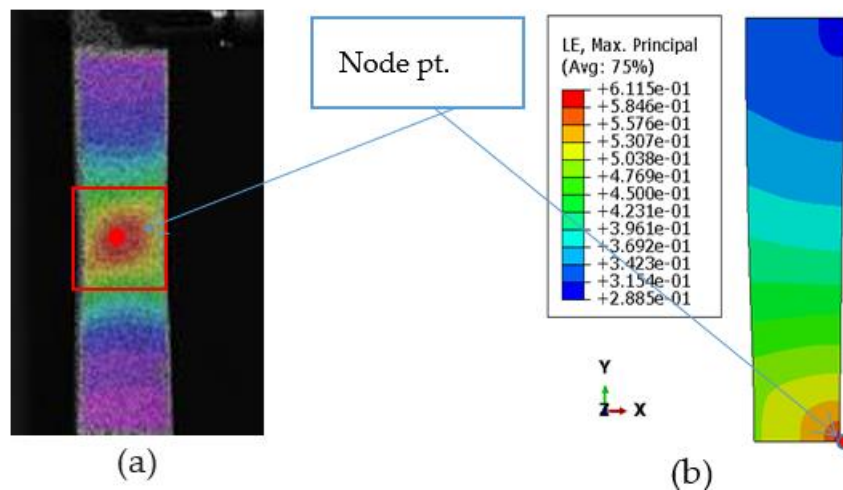 Node pt.
LE, Max. Principal
(Avg: 75%)
+6.115e-01
+5.846e-01
+5.576e-01
+5.307e-01
+5.038e-01
+4.769e-01
+4.500e-01
+4.231e-01
+3.961e-01
+3.692e-01
+3.423e-01
+3.154e-01
+2.885e-01
Y
Z X
(a)
(b)